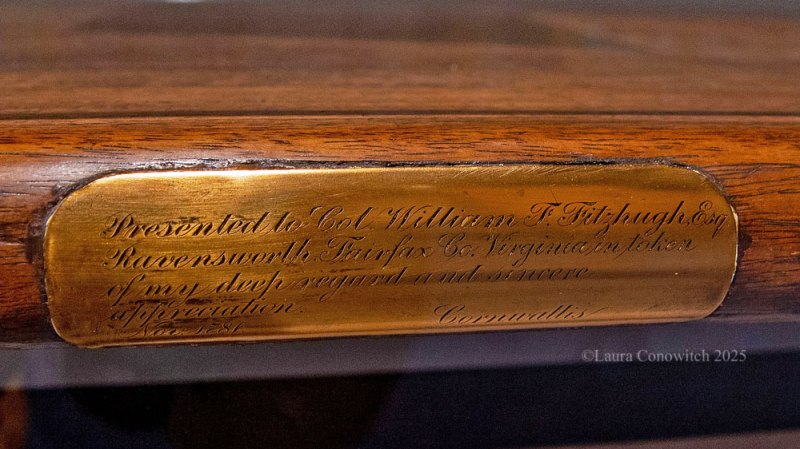 Presented to Col. William F Fitzhugh, Esq
Ravensworth Fairfax Co. Virginia, in token
of my deep regard and sincere
appreciation. Cornwallis
Nov. 1781
©Laura Conowitch 2025